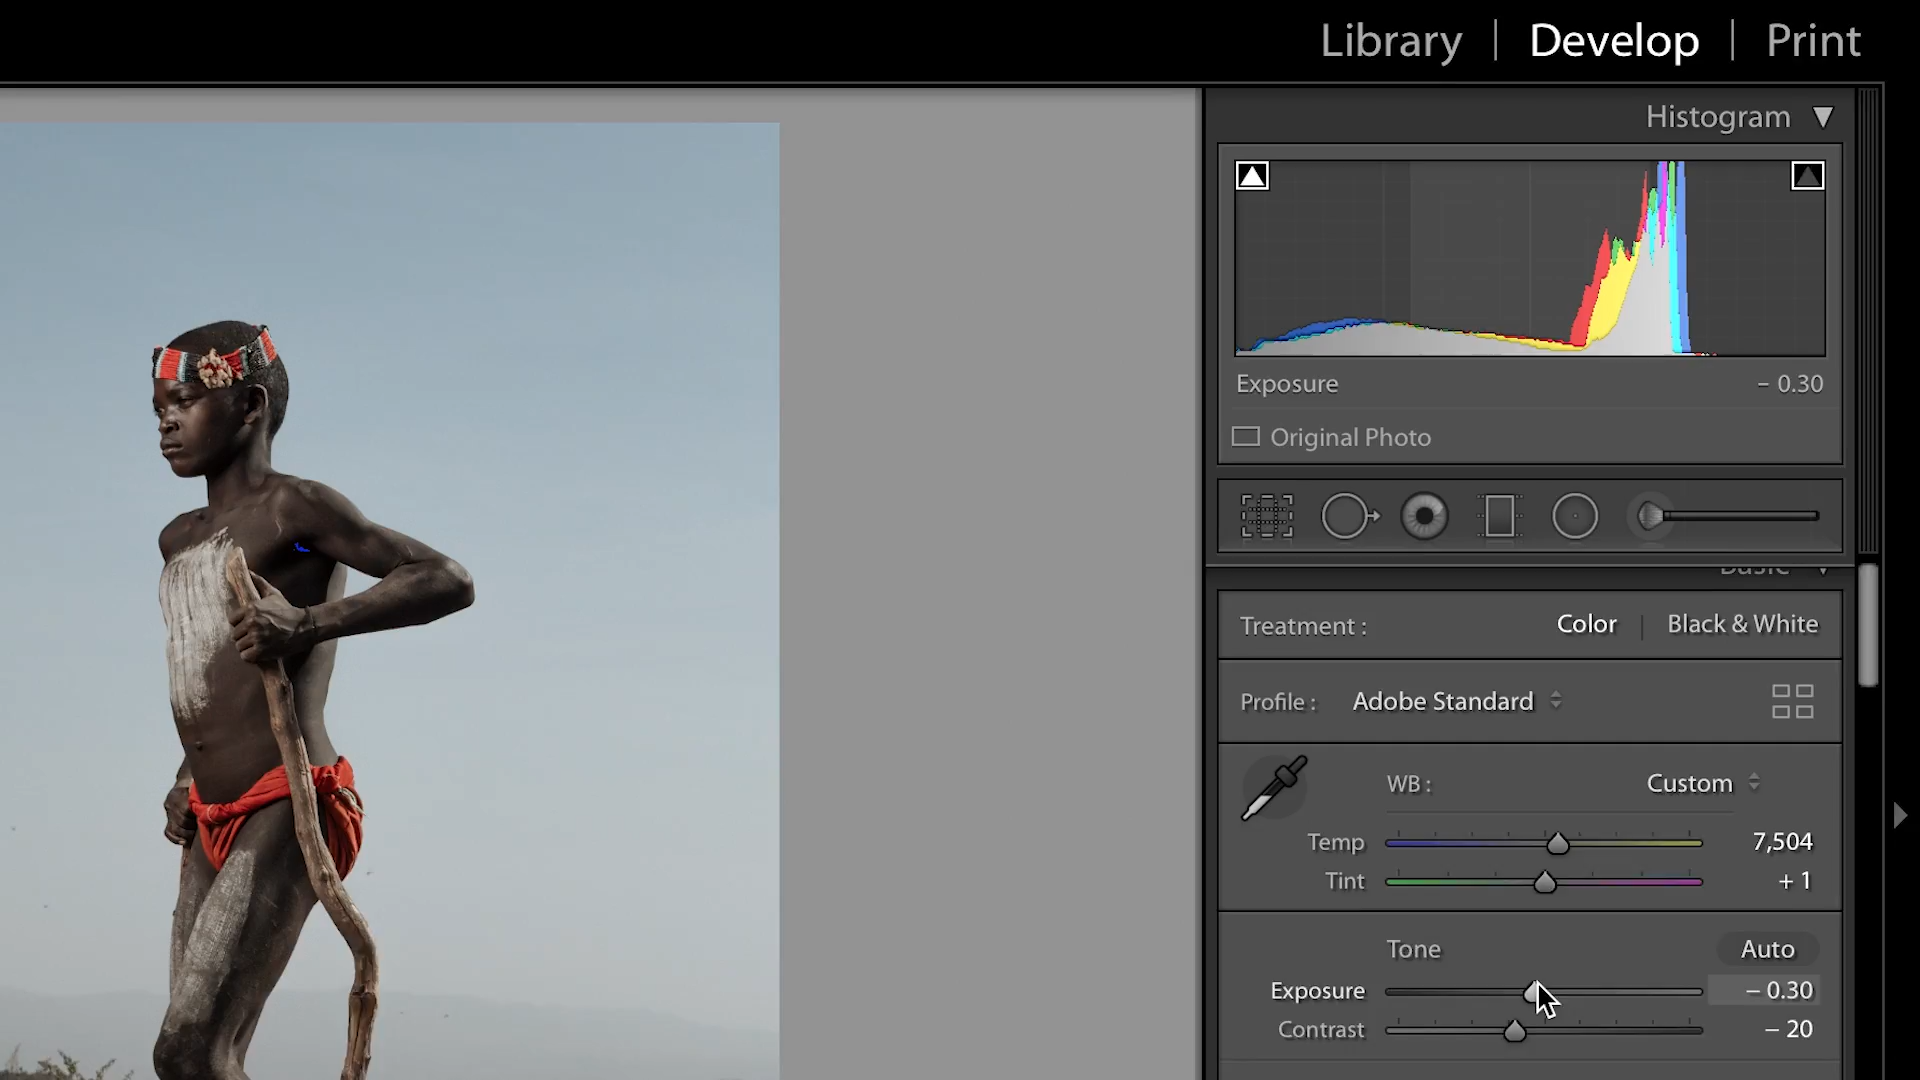 Library | Develop | Print
Histogram
Exposure − 0.30
Original Photo
Basic
Treatment : Color | Black & White
Profile : Adobe Standard
WB : Custom
Temp 7,504
Tint + 1
Tone Auto
Exposure − 0.30
Contrast − 20